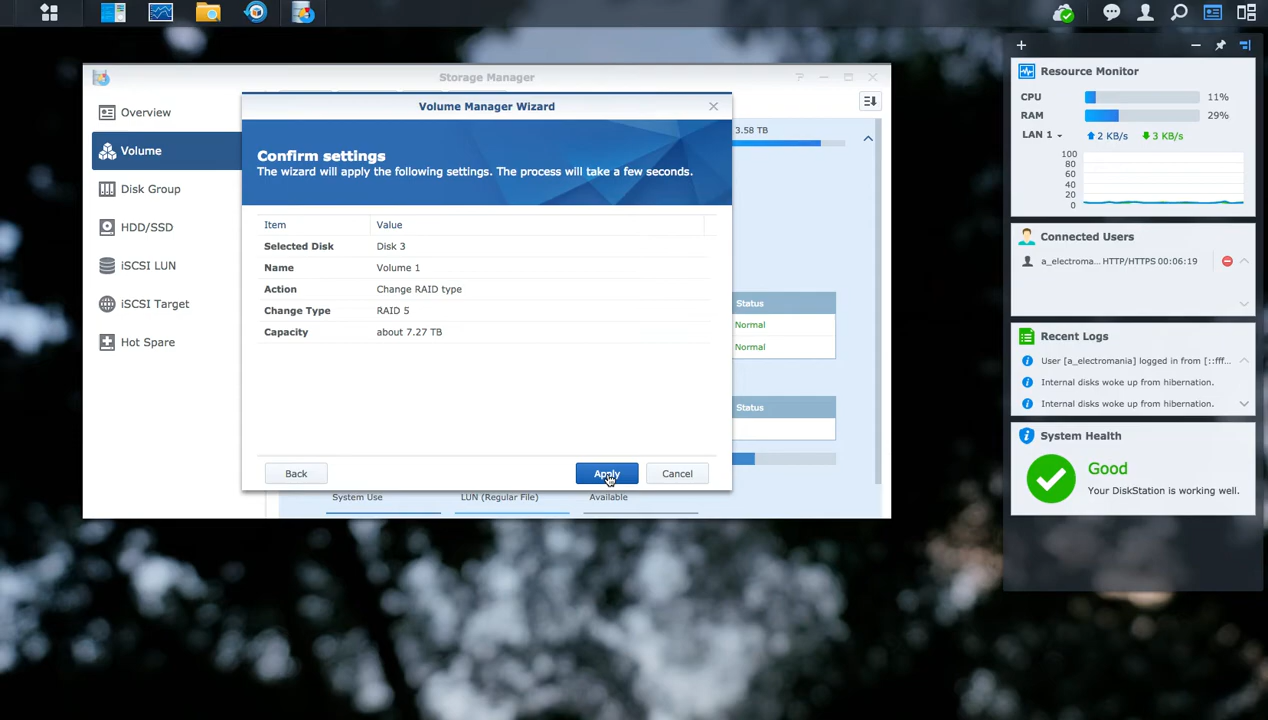 Storage Manager
Overview
Volume
Disk Group
HDD/SSD
iSCSI LUN
iSCSI Target
Hot Spare
3.58 TB
Status
Normal
Normal
Status
System Use
LUN (Regular File)
Available
Volume Manager Wizard
Confirm settings
The wizard will apply the following settings. The process will take a few seconds.
Item Value
Selected Disk Disk 3
Name Volume 1
Action Change RAID type
Change Type RAID 5
Capacity about 7.27 TB
Back
Apply
Cancel
Resource Monitor
CPU 11%
RAM 29%
LAN 1 2 KB/s 3 KB/s
100
80
60
40
20
0
Connected Users
a_electromania... HTTP/HTTPS 00:06:19
Recent Logs
User [a_electromania] logged in from [::fff...
Internal disks woke up from hibernation.
Internal disks woke up from hibernation.
System Health
Good
Your DiskStation is working well.